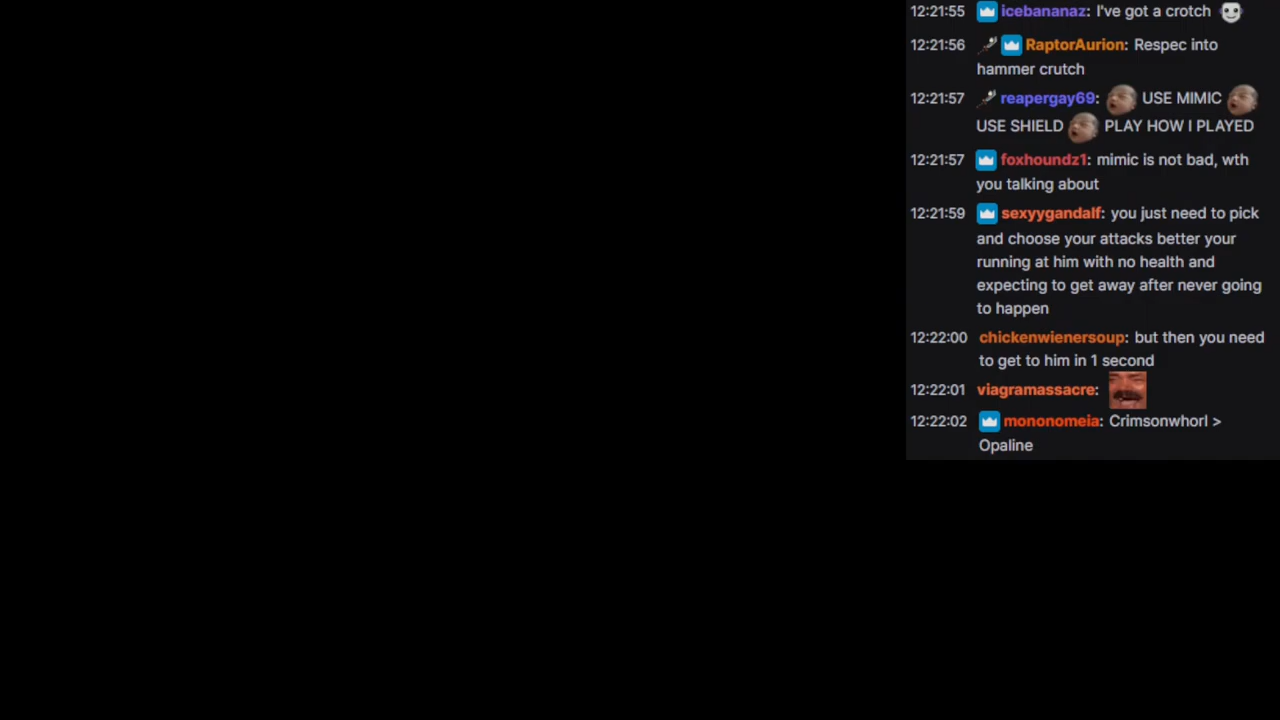 12:21:55 icebananaz: I've got a crotch
12:21:56 RaptorAurion: Respec into
hammer crutch
12:21:57 reapergay69: USE MIMIC
USE SHIELD PLAY HOW I PLAYED
12:21:57 foxhoundz1: mimic is not bad, wth
you talking about
12:21:59 sexyygandalf: you just need to pick
and choose your attacks better your
running at him with no health and
expecting to get away after never going
to happen
12:22:00 chickenwienersoup: but then you need
to get to him in 1 second
12:22:01 viagramassacre:
12:22:02 mononomeia: Crimsonwhorl >
Opaline